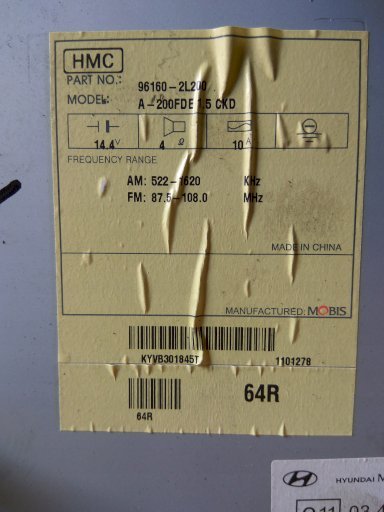 HMC
PART NO.: 96160-2L200
MODEL: A-200FDE 1.5 CKD
14.4V 4 Ω 10A
FREQUENCY RANGE
AM: 522-1620 KHz
FM: 87.5-108.0 MHz
MADE IN CHINA
MANUFACTURED: MOBIS
KYVB301845T 1101278
64R
64R
HYUNDAI M